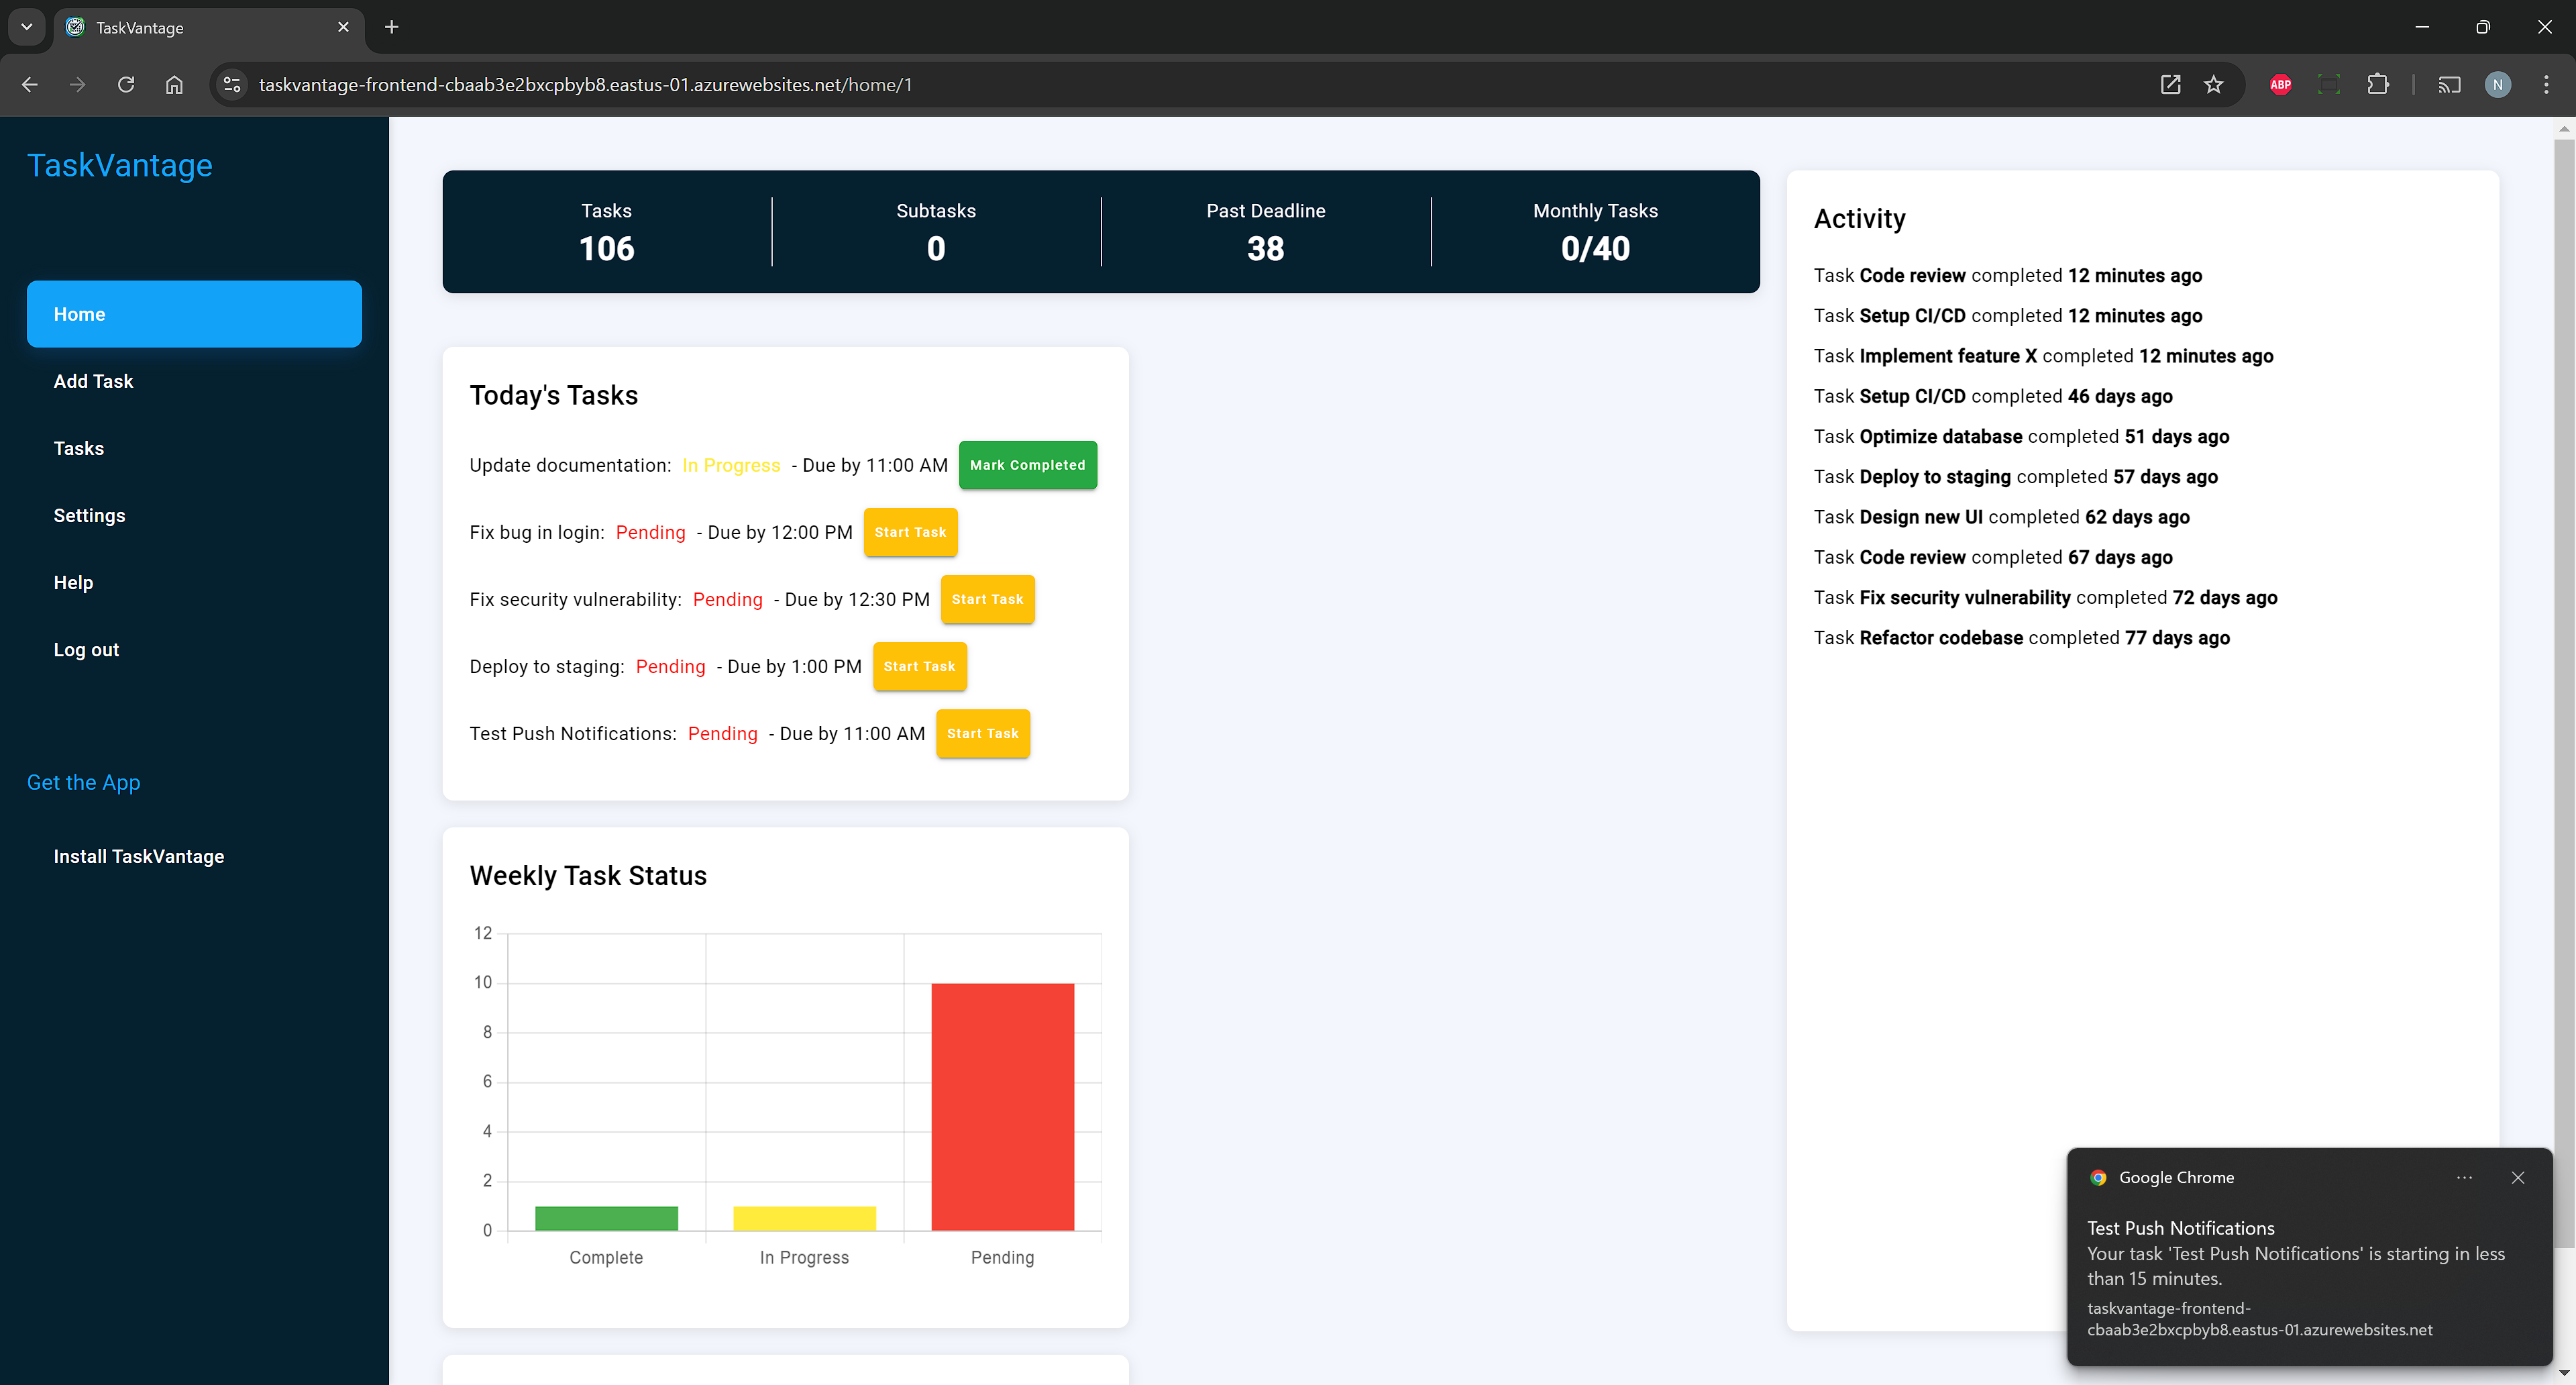 TaskVantage
taskvantage-frontend-cbaab3e2bxcpbyb8.eastus-01.azurewebsites.net/home/1
ABP
N
TaskVantage
Home
Add Task
Tasks
Settings
Help
Log out
Get the App
Install TaskVantage
Tasks
106
Subtasks
0
Past Deadline
38
Monthly Tasks
0/40
Today's Tasks
Update documentation: In Progress - Due by 11:00 AM Mark Completed
Fix bug in login: Pending - Due by 12:00 PM Start Task
Fix security vulnerability: Pending - Due by 12:30 PM Start Task
Deploy to staging: Pending - Due by 1:00 PM Start Task
Test Push Notifications: Pending - Due by 11:00 AM Start Task
Weekly Task Status
12
10
8
6
4
2
0
Complete In Progress Pending
Activity
Task Code review completed 12 minutes ago
Task Setup CI/CD completed 12 minutes ago
Task Implement feature X completed 12 minutes ago
Task Setup CI/CD completed 46 days ago
Task Optimize database completed 51 days ago
Task Deploy to staging completed 57 days ago
Task Design new UI completed 62 days ago
Task Code review completed 67 days ago
Task Fix security vulnerability completed 72 days ago
Task Refactor codebase completed 77 days ago
Google Chrome
Test Push Notifications
Your task 'Test Push Notifications' is starting in less
than 15 minutes.
taskvantage-frontend-
cbaab3e2bxcpbyb8.eastus-01.azurewebsites.net